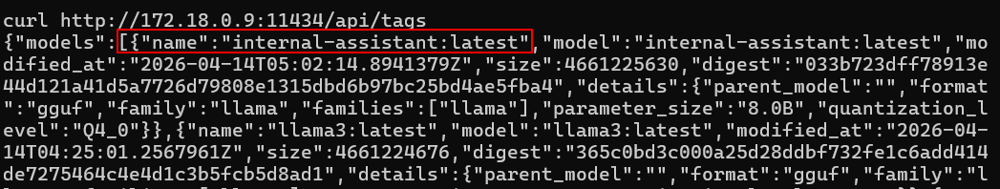 curl http://172.18.0.9:11434/api/tags
{"models":[{"name":"internal-assistant:latest","model":"internal-assistant:latest","mo
dified_at":"2026-04-14T05:02:14.8941379Z","size":4661225630,"digest":"033b723dff78913e
44d121a41d5a7726d79808e1315dbd6b97bc25bd4ae5fba4","details":{"parent_model":"","format
":"gguf","family":"llama","families":["llama"],"parameter_size":"8.0B","quantization_l
evel":"Q4_0"}},{"name":"llama3:latest","model":"llama3:latest","modified_at":"2026-04-
14T04:25:01.2567961Z","size":4661224676,"digest":"365c0bd3c000a25d28ddbf732fe1c6add414
de7275464c4e4d1c3b5fcb5d8ad1","details":{"parent_model":"","format":"gguf","family":"l